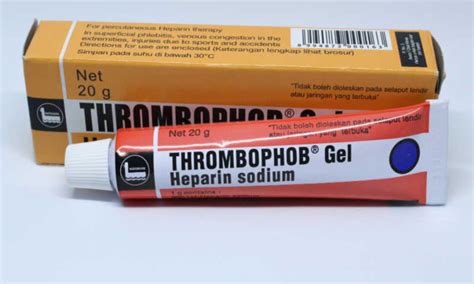 For percutaneous Heparin therapy
In superficial phlebitis, venous congestion in the
extremities, injuries due to sports and accidents
Directions for use are enclosed (Keterangan lengkap lihat brosur)
Simpan pada suhu di bawah 30°C
Net
20 g
"Tidak boleh dioleskan pada selaput lendir
atau jaringan yang terbuka"
THROMBOPHOB® Gel
Net 20 g
"Tidak boleh dioleskan pada selaput lendir
atau jaringan yang terbuka"
THROMBOPHOB® Gel
Heparin sodium